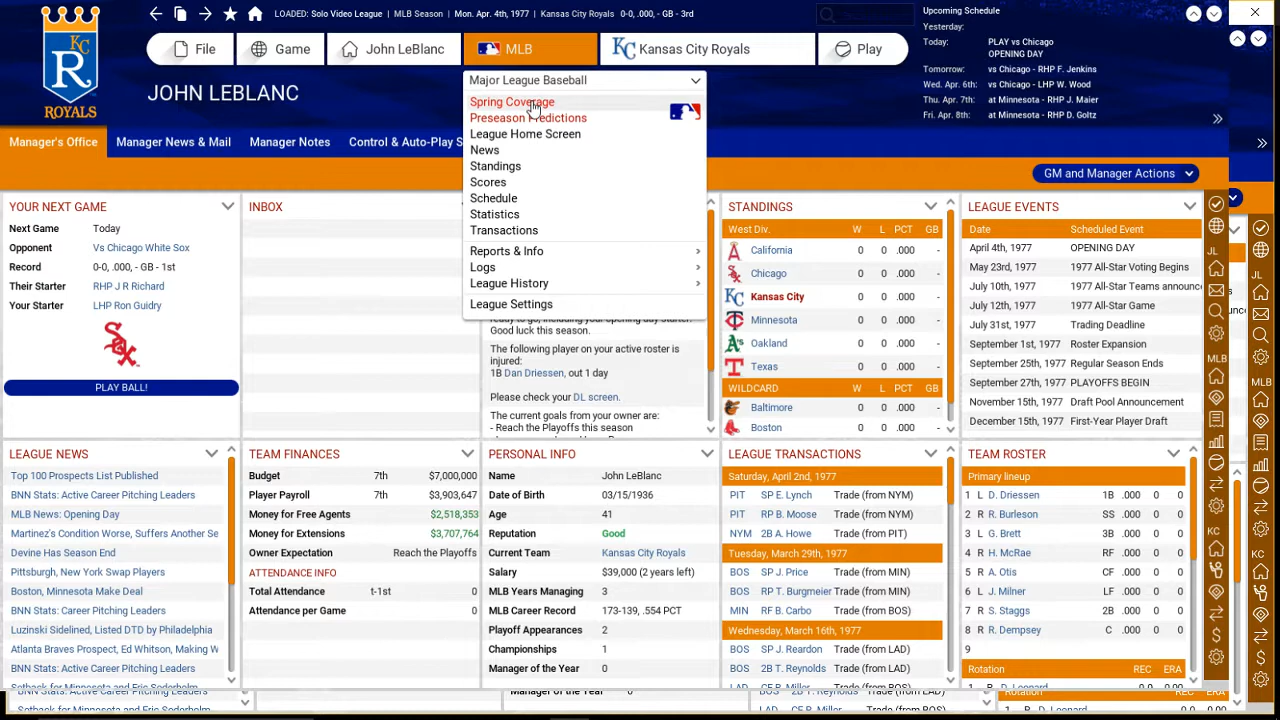 LOADED: Solo Video League | MLB Season | Mon. Apr. 4th, 1977 | Kansas City Royals 0-0, .000, - GB - 3rd
Upcoming Schedule
Yesterday:
Today: PLAY vs Chicago
OPENING DAY
Tomorrow: vs Chicago - RHP F. Jenkins
Wed. Apr. 6th: vs Chicago - LHP W. Wood
Thu. Apr. 7th: at Minnesota - RHP J. Maier
Fri. Apr. 8th: at Minnesota - RHP D. Goltz
KC
R
ROYALS
File
Game
John LeBlanc
MLB
Kansas City Royals
Play
JOHN LEBLANC
Major League Baseball
Spring Coverage
Preseason Predictions
League Home Screen
News
Standings
Scores
Schedule
Statistics
Transactions
Reports & Info
Logs
League History
League Settings
Manager's Office
Manager News & Mail
Manager Notes
Control & Auto-Play S
GM and Manager Actions
YOUR NEXT GAME
Next Game Today
Opponent Vs Chicago White Sox
Record 0-0, .000, - GB - 1st
Their Starter RHP J R Richard
Your Starter LHP Ron Guidry
PLAY BALL!
INBOX
ready to go, including your opening day starter.
Good luck this season.
The following player on your active roster is
injured:
1B Dan Driessen, out 1 day
Please check your DL screen.
The current goals from your owner are:
- Reach the Playoffs this season
STANDINGS
West Div. W L PCT GB
California 0 0 .000 -
Chicago 0 0 .000 -
Kansas City 0 0 .000 -
Minnesota 0 0 .000 -
Oakland 0 0 .000 -
Texas 0 0 .000 -
WILDCARD W L PCT GB
Baltimore 0 0 .000 -
Boston 0 0 .000 -
LEAGUE EVENTS
Date Scheduled Event
April 4th, 1977 OPENING DAY
May 23rd, 1977 1977 All-Star Voting Begins
July 10th, 1977 1977 All-Star Teams announc
July 12th, 1977 1977 All-Star Game
July 31st, 1977 Trading Deadline
September 1st, 1977 Roster Expansion
September 25th, 1977 Regular Season Ends
September 27th, 1977 PLAYOFFS BEGIN
November 15th, 1977 Draft Pool Announcement
December 15th, 1977 First-Year Player Draft
LEAGUE NEWS
Top 100 Prospects List Published
BNN Stats: Active Career Pitching Leaders
MLB News: Opening Day
Martinez's Condition Worse, Suffers Another Se
Devine Has Season End
Pittsburgh, New York Swap Players
Boston, Minnesota Make Deal
BNN Stats: Career Pitching Leaders
Luzinski Sidelined, Listed DTD by Philadelphia
Atlanta Braves Prospect, Ed Whitson, Making W
BNN Stats: Active Career Pitching Leaders
Setback for Minnesota and Eric Soderholm
TEAM FINANCES
Budget 7th $7,000,000
Player Payroll 7th $3,903,647
Money for Free Agents $2,518,353
Money for Extensions $3,707,764
Owner Expectation Reach the Playoffs
ATTENDANCE INFO
Total Attendance t-1st 0
Attendance per Game 0
PERSONAL INFO
Name John LeBlanc
Date of Birth 03/15/1936
Age 41
Reputation Good
Current Team Kansas City Royals
Salary $39,000 (2 years left)
MLB Years Managing 3
MLB Career Record 173-139, .554 PCT
Playoff Appearances 2
Championships 1
Manager of the Year 0
LEAGUE TRANSACTIONS
Saturday, April 2nd, 1977
PIT SP E. Lynch Trade (from NYM)
PIT RP B. Moose Trade (from NYM)
NYM 2B A. Howe Trade (from PIT)
Tuesday, March 29th, 1977
BOS SP J. Price Trade (from MIN)
BOS RP T. Burgmeier Trade (from MIN)
MIN RF B. Carbo Trade (from BOS)
Wednesday, March 16th, 1977
BOS SP J. Reardon Trade (from LAD)
BOS 2B T. Reynolds Trade (from LAD)
TEAM ROSTER
Primary lineup
1 L D. Driessen 1B .000 0 0
2 R R. Burleson SS .000 0 0
3 L G. Brett 3B .000 0 0
4 R H. McRae RF .000 0 0
5 R A. Otis CF .000 0 0
6 L J. Milner LF .000 0 0
7 L S. Staggs 2B .000 0 0
8 R R. Dempsey C .000 0 0
9
Rotation REC ERA
JL
MLB
KC
JL
MLB
KC